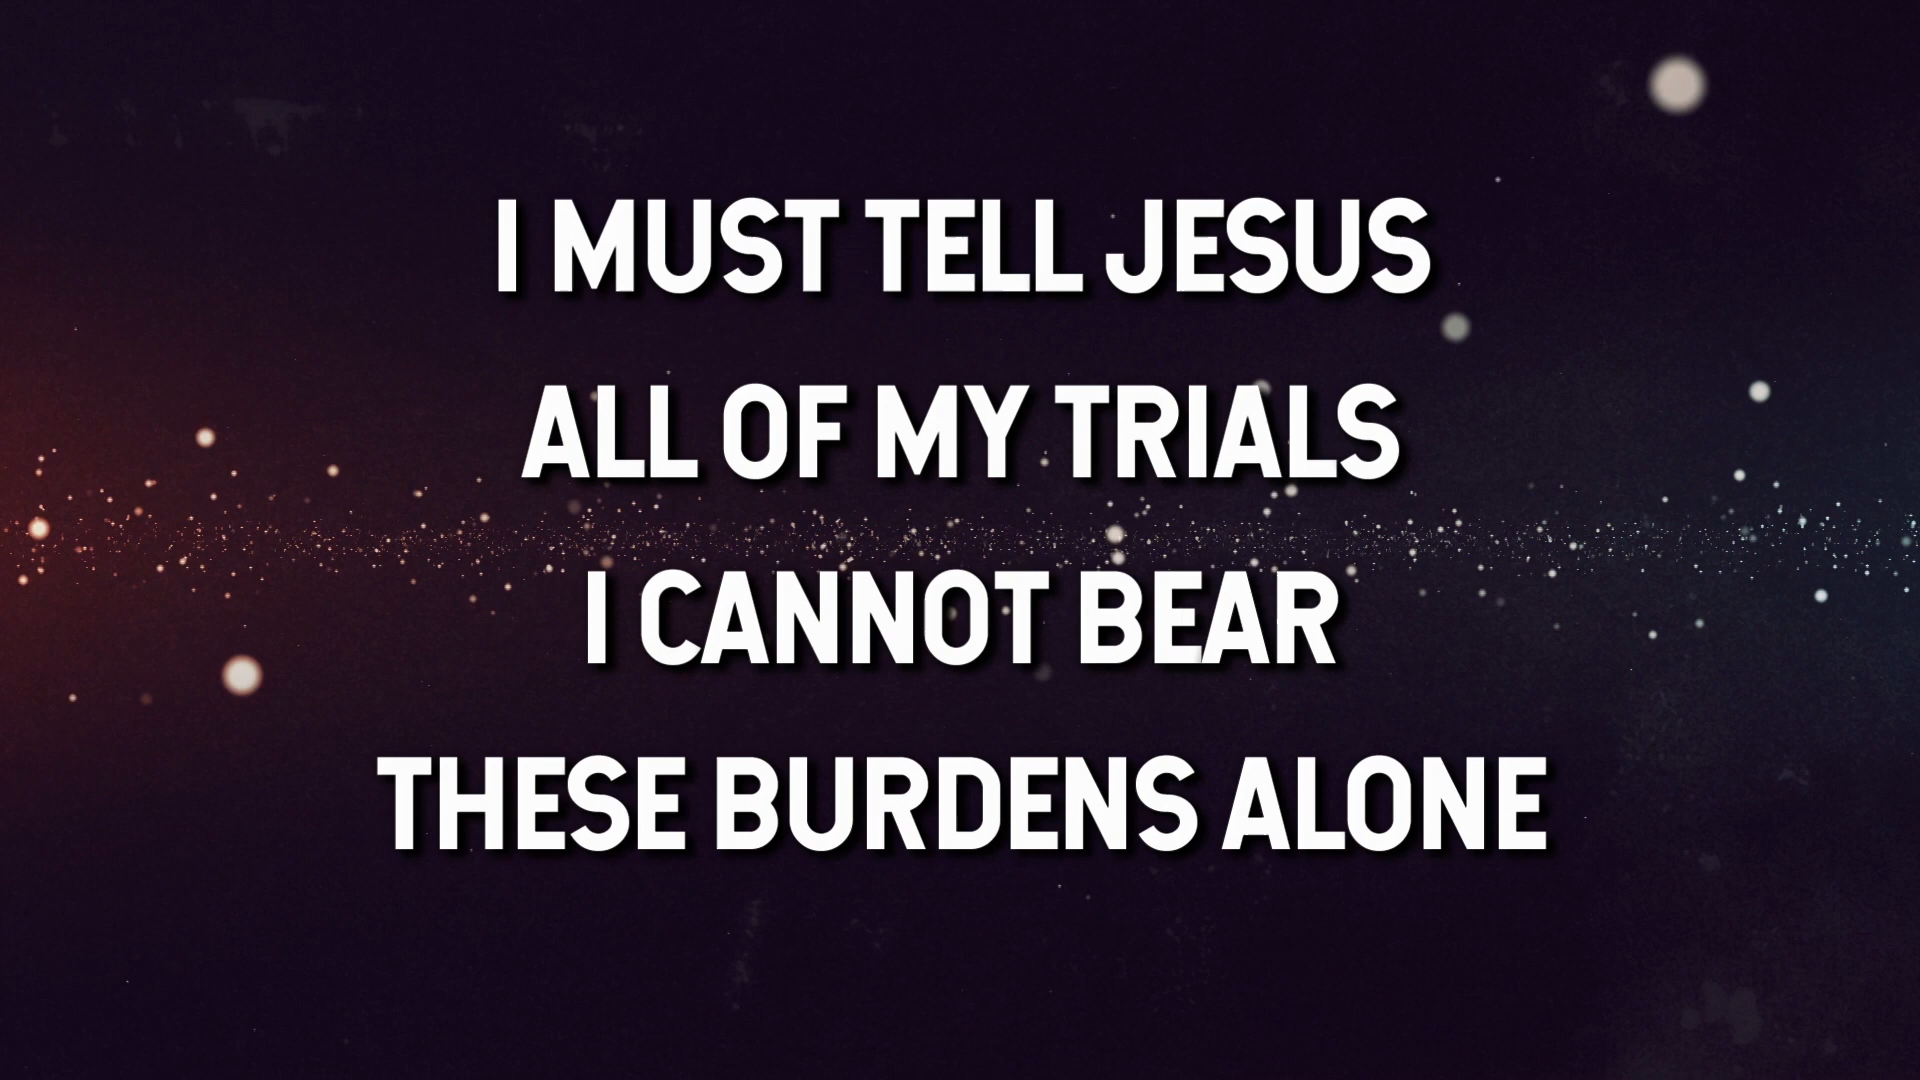 I MUST TELL JESUS
ALL OF MY TRIALS
I CANNOT BEAR
THESE BURDENS ALONE